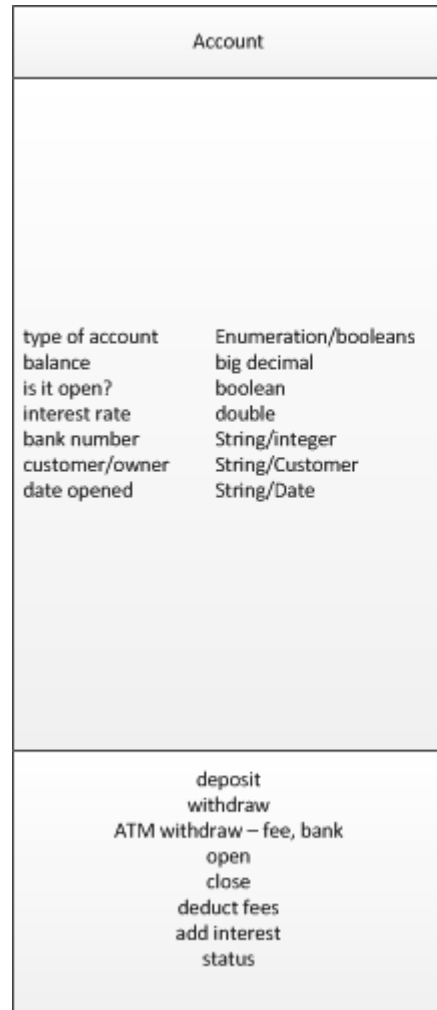 Account
type of account Enumeration/booleans
balance big decimal
is it open? boolean
interest rate double
bank number String/integer
customer/owner String/Customer
date opened String/Date
deposit
withdraw
ATM withdraw – fee, bank
open
close
deduct fees
add interest
status